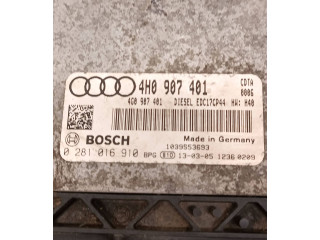 4H0 907 401 CDTA
0006
4G0 907 401 DIESEL EDC17CP44 HW: H40
BOSCH Made in Germany
1039S53693
0 281 016 910 BPG 13-03-05 1236 0209